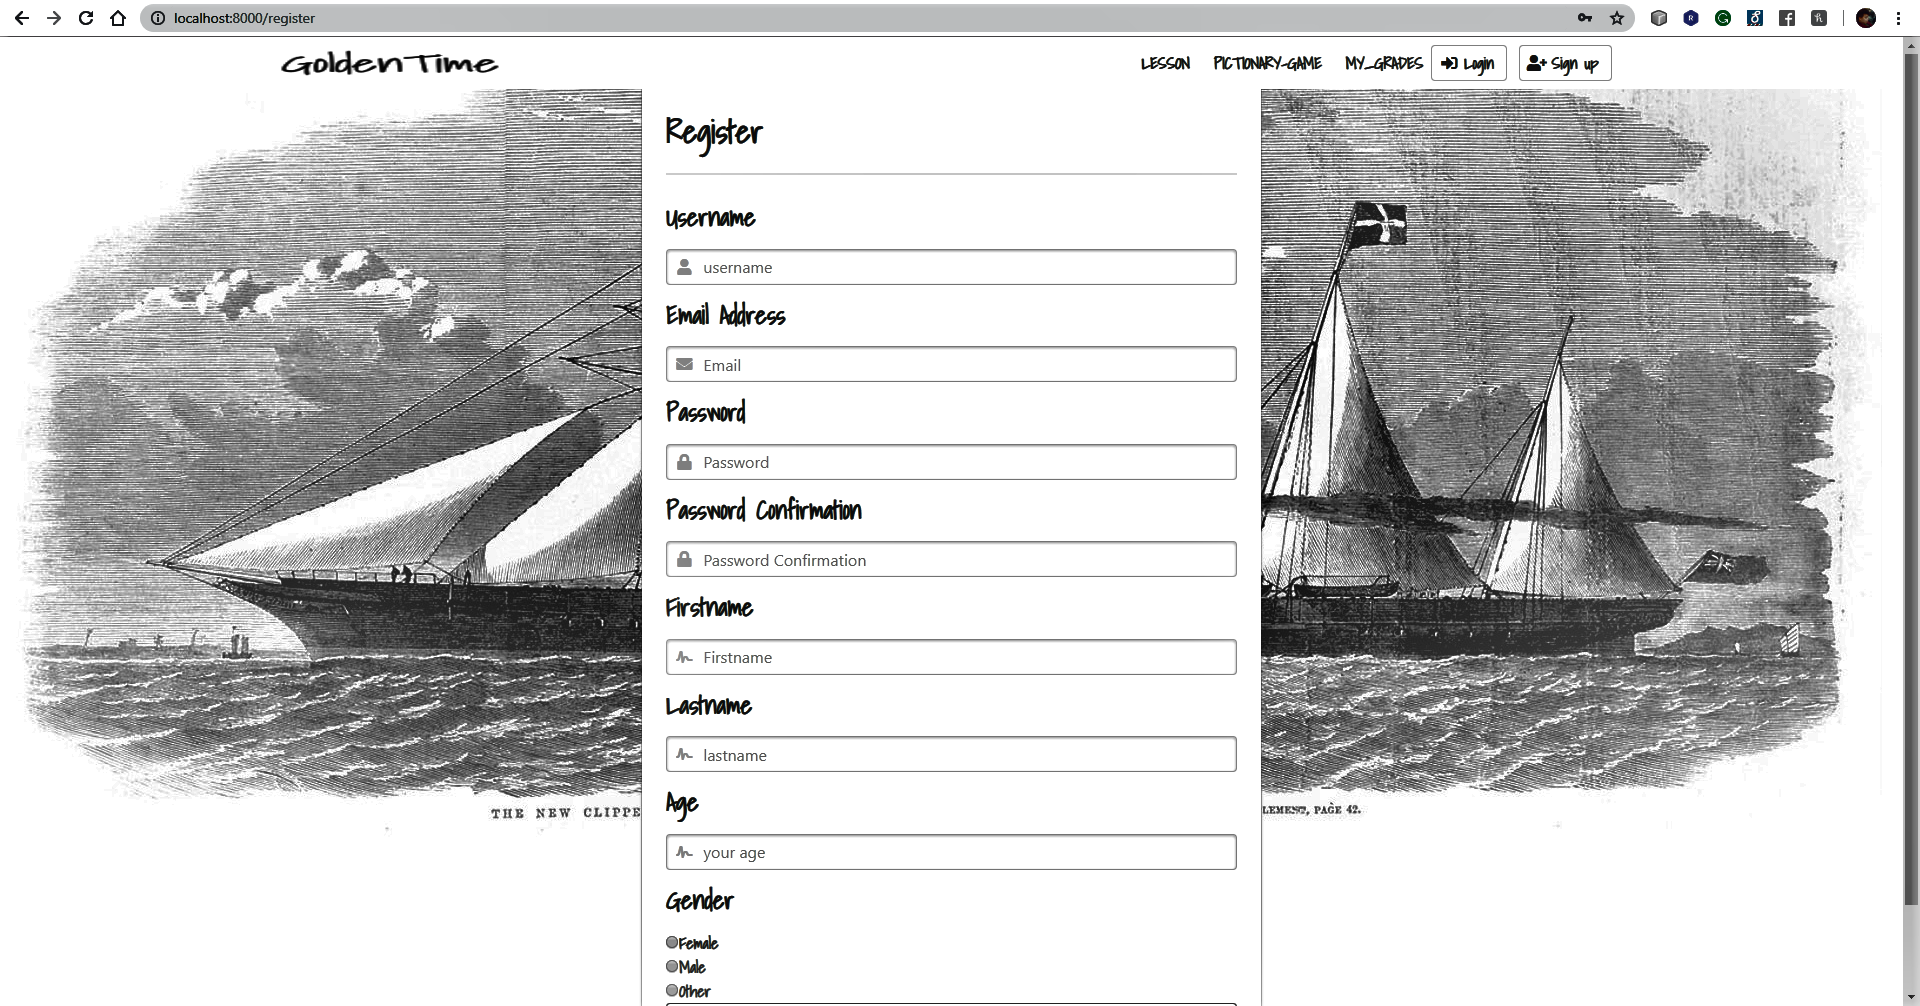 localhost:8000/register
GoldenTime
LESSON PICTIONARY-GAME MY_GRADES Login Sign up
Register
Username
username
Email Address
Email
Password
Password
Password Confirmation
Password Confirmation
Firstname
Firstname
Lastname
lastname
Age
your age
Gender
Female
Male
Other
THE NEW CLIPPE
LEMENT, PAGE 42.